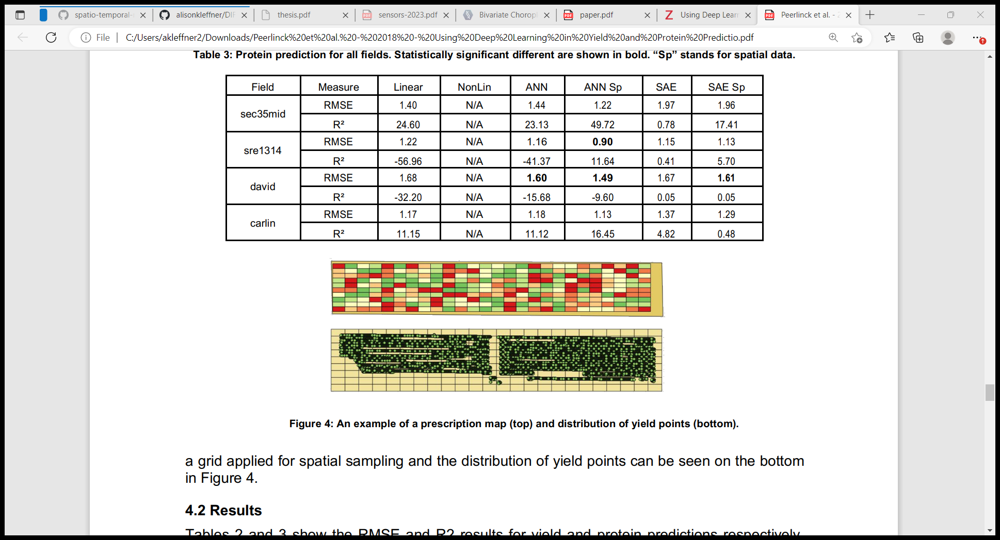 spatio-temporal-
alisonkleffner/DIF
thesis.pdf
sensors-2023.pdf
Bivariate Chorop
paper.pdf
Using Deep Learn
Peerlinck et al. - 2
File
C:/Users/akleffner2/Downloads/Peerlinck%20et%20al.%20-%202018%20-%20Using%20Deep%20Learning%20in%20Yield%20and%20Protein%20Predictio.pdf
Table 3: Protein prediction for all fields. Statistically significant different are shown in bold. “Sp” stands for spatial data.
Field Measure Linear NonLin ANN ANN Sp SAE SAE Sp
sec35mid RMSE 1.40 N/A 1.44 1.22 1.97 1.96
R² 24.60 N/A 23.13 49.72 0.78 17.41
sre1314 RMSE 1.22 N/A 1.16 0.90 1.15 1.13
R² -56.96 N/A -41.37 11.64 0.41 5.70
david RMSE 1.68 N/A 1.60 1.49 1.67 1.61
R² -32.20 N/A -15.68 -9.60 0.05 0.05
carlin RMSE 1.17 N/A 1.18 1.13 1.37 1.29
R² 11.15 N/A 11.12 16.45 4.82 0.48
Figure 4: An example of a prescription map (top) and distribution of yield points (bottom).
a grid applied for spatial sampling and the distribution of yield points can be seen on the bottom
in Figure 4.
4.2 Results
Tables 2 and 3 show the RMSE and R2 results for yield and protein predictions respectively.